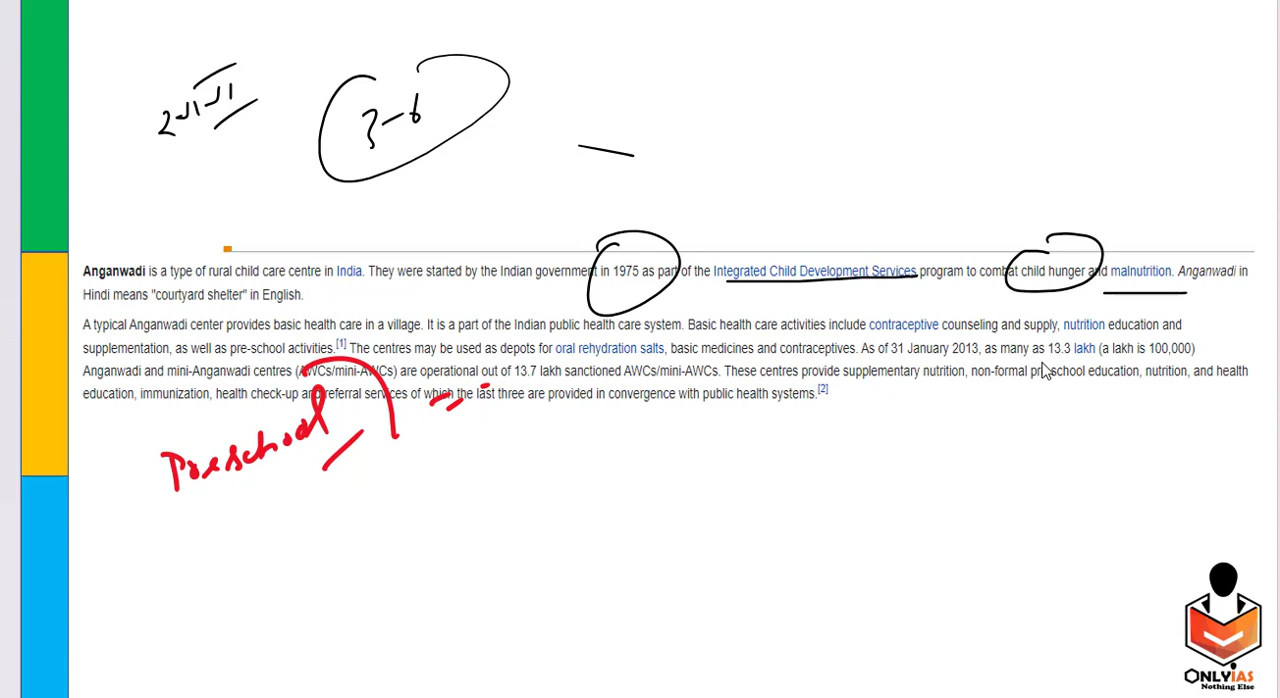 3-6
Anganwadi is a type of rural child care centre in India. They were started by the Indian government in 1975 as part of the Integrated Child Development Services program to combat child hunger and malnutrition. Anganwadi in
Hindi means "courtyard shelter" in English.
A typical Anganwadi center provides basic health care in a village. It is a part of the Indian public health care system. Basic health care activities include contraceptive counseling and supply, nutrition education and
supplementation, as well as pre-school activities.[1] The centres may be used as depots for oral rehydration salts, basic medicines and contraceptives. As of 31 January 2013, as many as 13.3 lakh (a lakh is 100,000)
Anganwadi and mini-Anganwadi centres (AWCs/mini-AWCs) are operational out of 13.7 lakh sanctioned AWCs/mini-AWCs. These centres provide supplementary nutrition, non-formal pre-school education, nutrition, and health
education, immunization, health check-up and referral services of which the last three are provided in convergence with public health systems.[2]
Preschool
ONLYIAS
Nothing Else